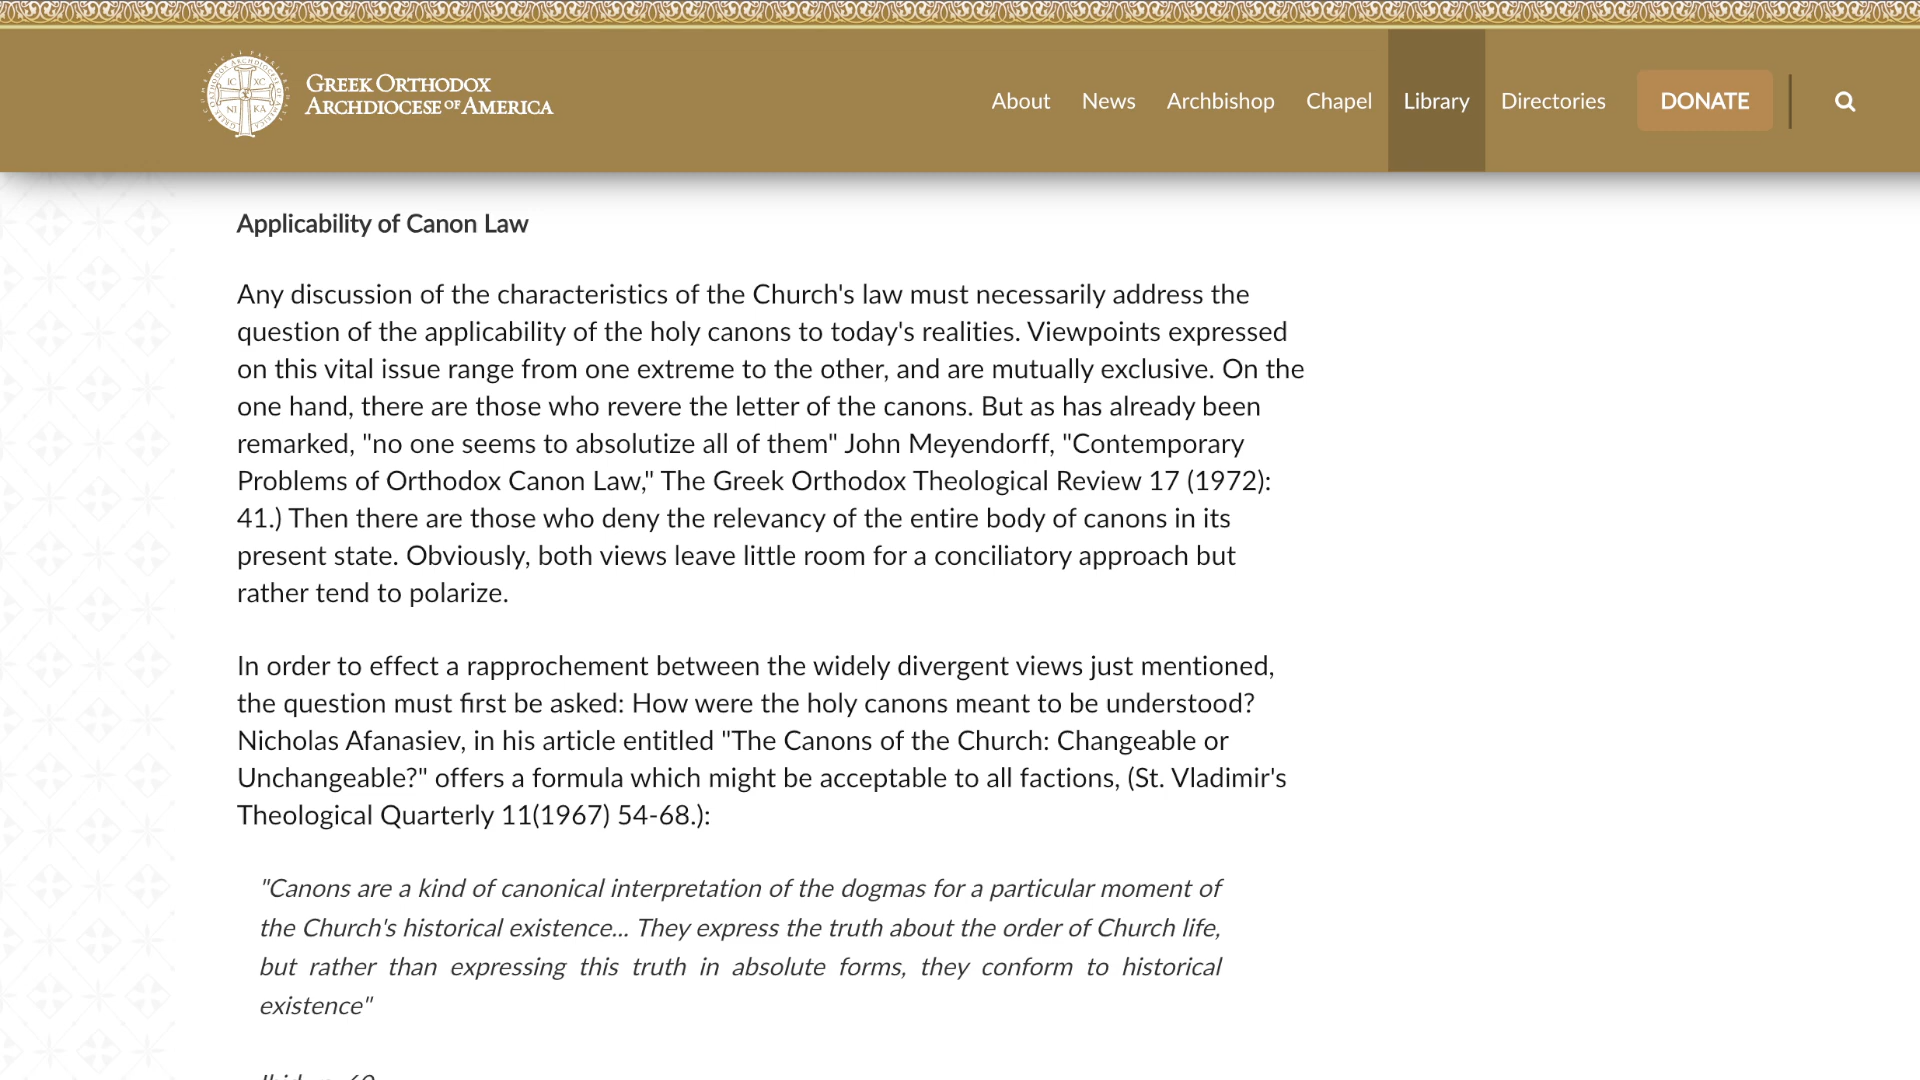 GREEK ORTHODOX
ARCHDIOCESE OF AMERICA
About News Archbishop Chapel Library Directories DONATE
Applicability of Canon Law
Any discussion of the characteristics of the Church's law must necessarily address the
question of the applicability of the holy canons to today's realities. Viewpoints expressed
on this vital issue range from one extreme to the other, and are mutually exclusive. On the
one hand, there are those who revere the letter of the canons. But as has already been
remarked, "no one seems to absolutize all of them" John Meyendorff, "Contemporary
Problems of Orthodox Canon Law," The Greek Orthodox Theological Review 17 (1972):
41.) Then there are those who deny the relevancy of the entire body of canons in its
present state. Obviously, both views leave little room for a conciliatory approach but
rather tend to polarize.
In order to effect a rapprochement between the widely divergent views just mentioned,
the question must first be asked: How were the holy canons meant to be understood?
Nicholas Afanasiev, in his article entitled "The Canons of the Church: Changeable or
Unchangeable?" offers a formula which might be acceptable to all factions, (St. Vladimir's
Theological Quarterly 11(1967) 54-68.):
"Canons are a kind of canonical interpretation of the dogmas for a particular moment of
the Church's historical existence... They express the truth about the order of Church life,
but rather than expressing this truth in absolute forms, they conform to historical
existence"